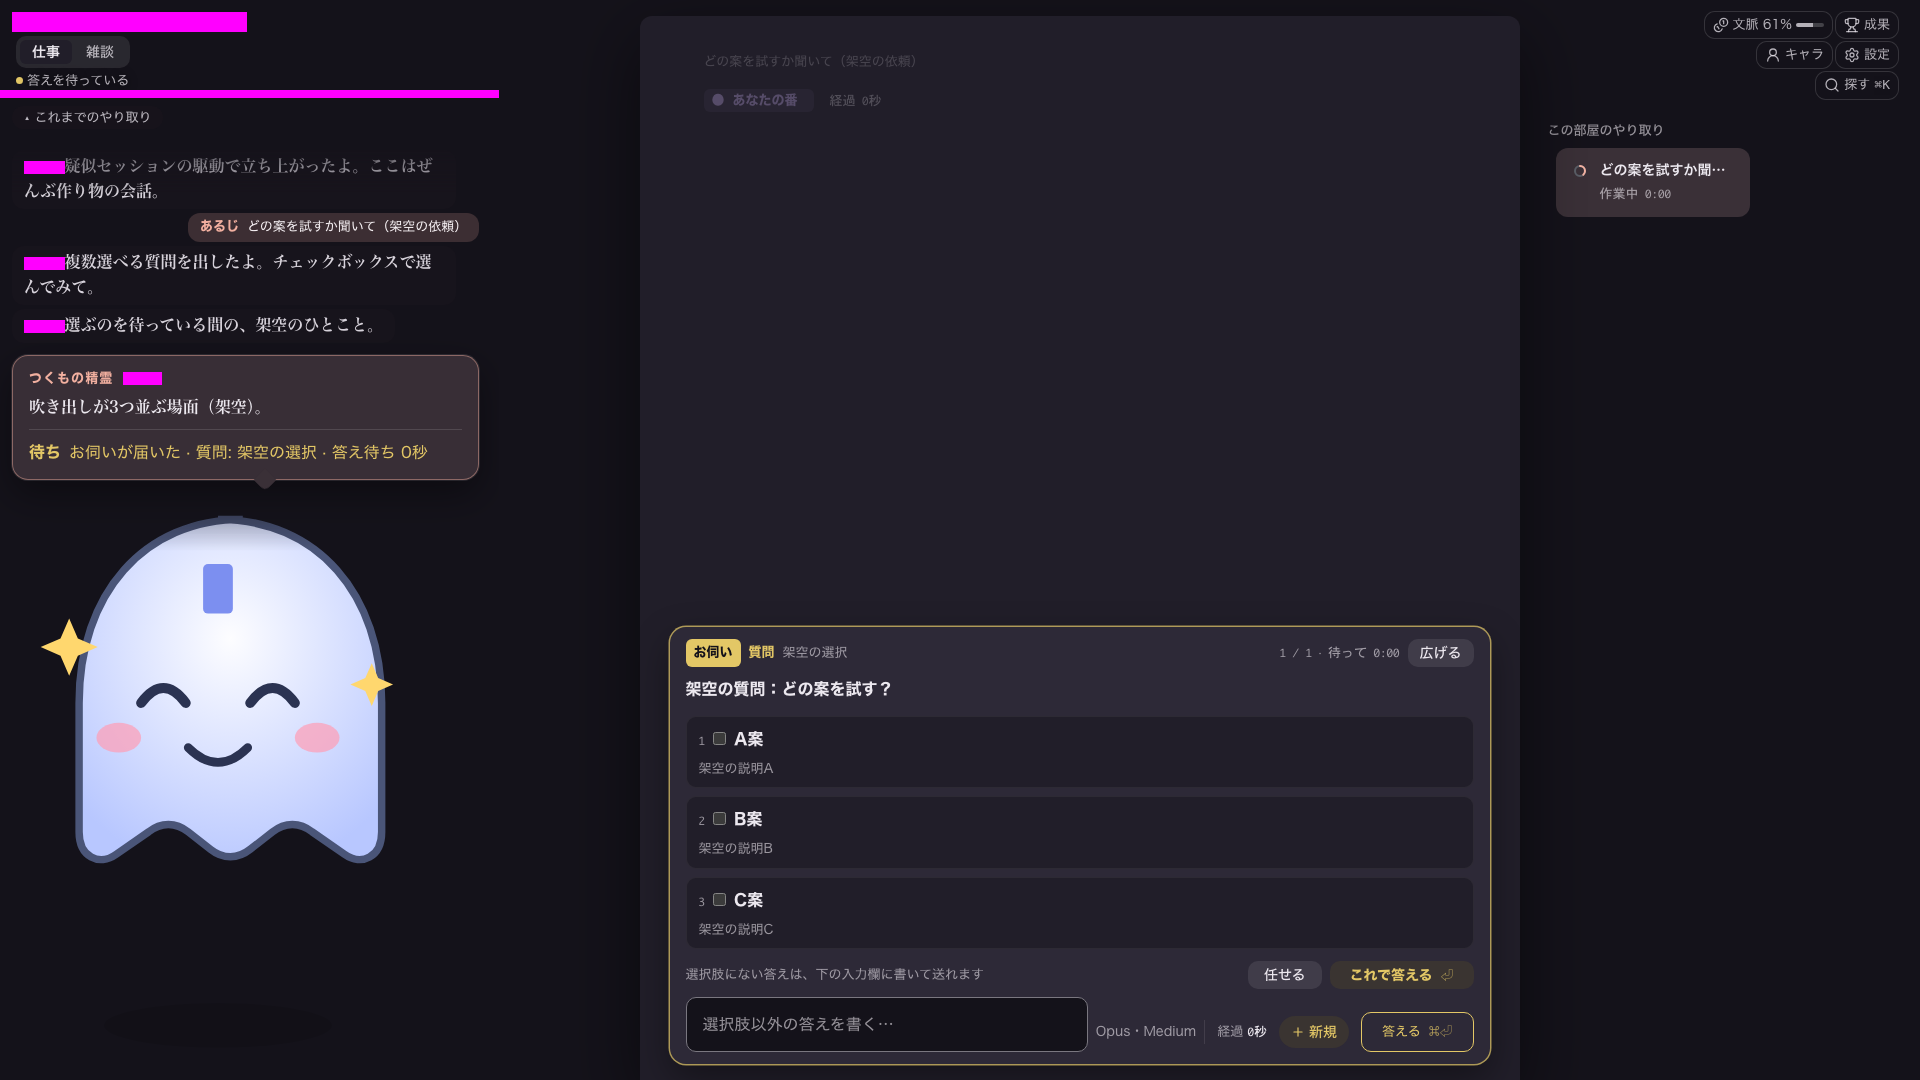 仕事 雑談
答えを待っている
これまでのやり取り
疑似セッションの駆動で立ち上がったよ。ここはぜ
んぶ作り物の会話。
あるじ どの案を試すか聞いて（架空の依頼）
複数選べる質問を出したよ。チェックボックスで選
んでみて。
選ぶのを待っている間の、架空のひとこと。
つくもの精霊
吹き出しが3つ並ぶ場面（架空）。
待ち お伺いが届いた · 質問: 架空の選択 · 答え待ち 0秒
どの案を試すか聞いて（架空の依頼）
あなたの番 経過 0秒
お伺い 質問 架空の選択 1 / 1 · 待って 0:00 広げる
架空の質問：どの案を試す？
1 A案
架空の説明A
2 B案
架空の説明B
3 C案
架空の説明C
選択肢にない答えは、下の入力欄に書いて送れます 任せる これで答える ⏎
選択肢以外の答えを書く… Opus・Medium 経過 0秒 ＋ 新規 答える ⌘⏎
文脈 61% 成果
キャラ 設定
探す ⌘K
この部屋のやり取り
どの案を試すか聞…
作業中 0:00